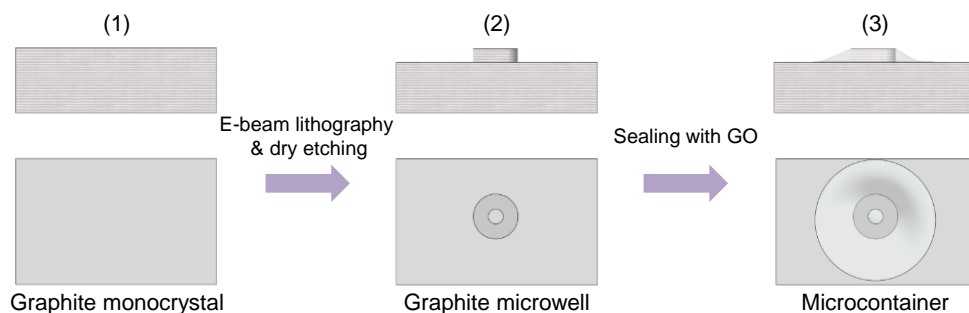 (1)
(2)
(3)
E-beam lithography
& dry etching
Sealing with GO
Graphite monocrystal
Graphite microwell
Microcontainer